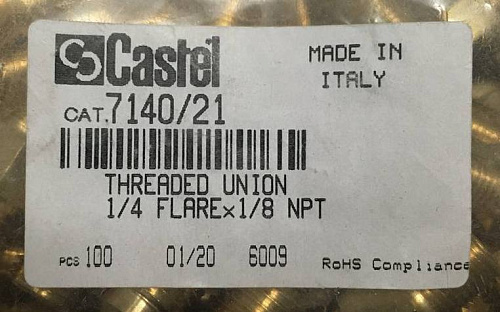 Castel
MADE IN
ITALY
CAT. 7140/21
THREADED UNION
1/4 FLARE×1/8 NPT
PCS 100 01/20 6009 RoHS Compliance